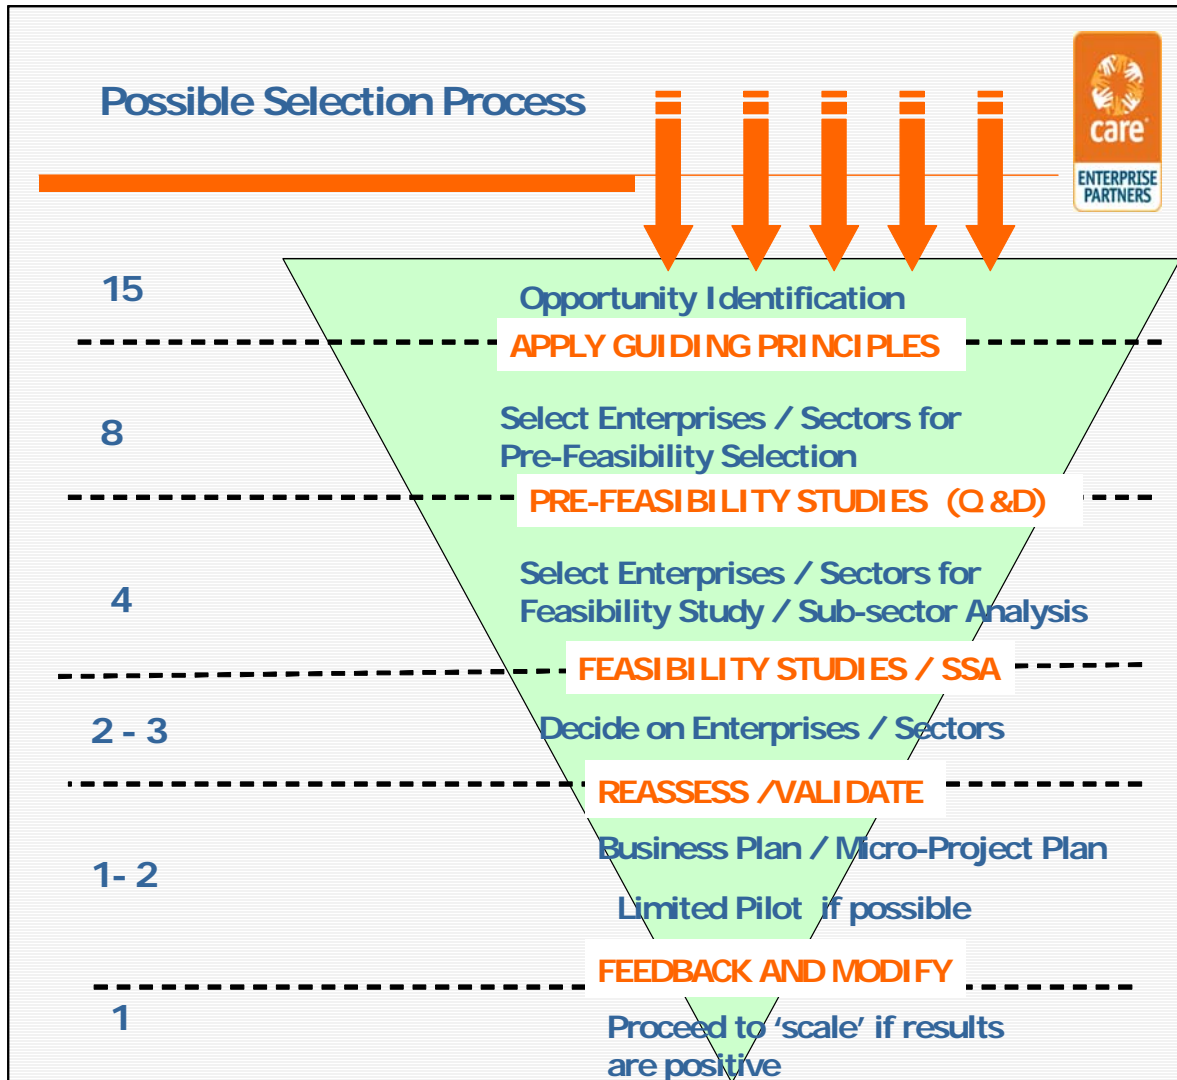 Possible Selection Process
care
ENTERPRISE
PARTNERS
15
Opportunity Identification
APPLY GUIDING PRINCIPLES
8
Select Enterprises / Sectors for
Pre-Feasibility Selection
PRE-FEASIBILITY STUDIES (Q &D)
4
Select Enterprises / Sectors for
Feasibility Study / Sub-sector Analysis
FEASIBILITY STUDIES / SSA
2 - 3
Decide on Enterprises / Sectors
REASSESS /VALIDATE
Business Plan / Micro-Project Plan
1- 2
Limited Pilot if possible
FEEDBACK AND MODIFY
1
Proceed to ‘scale’ if results
are positive